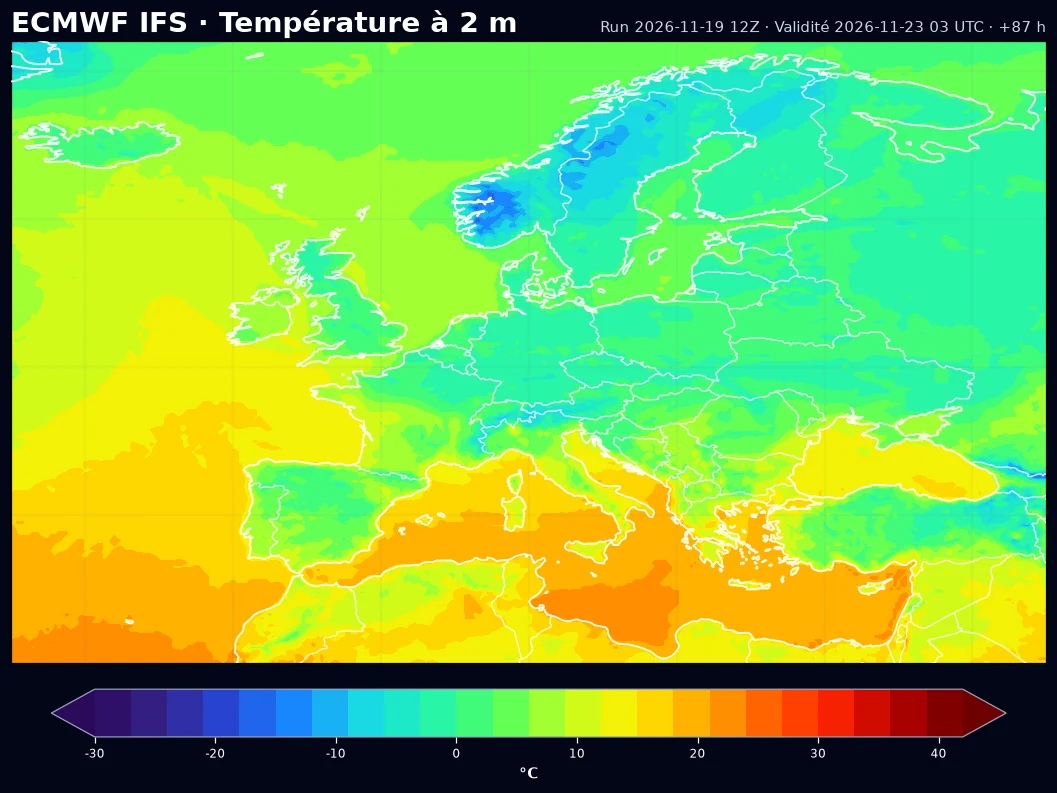 ECMWF IFS · Température à 2 m
Run 2026-11-19 12Z · Validité 2026-11-23 03 UTC · +87 h
-30 -20 -10 0 10 20 30 40
°C